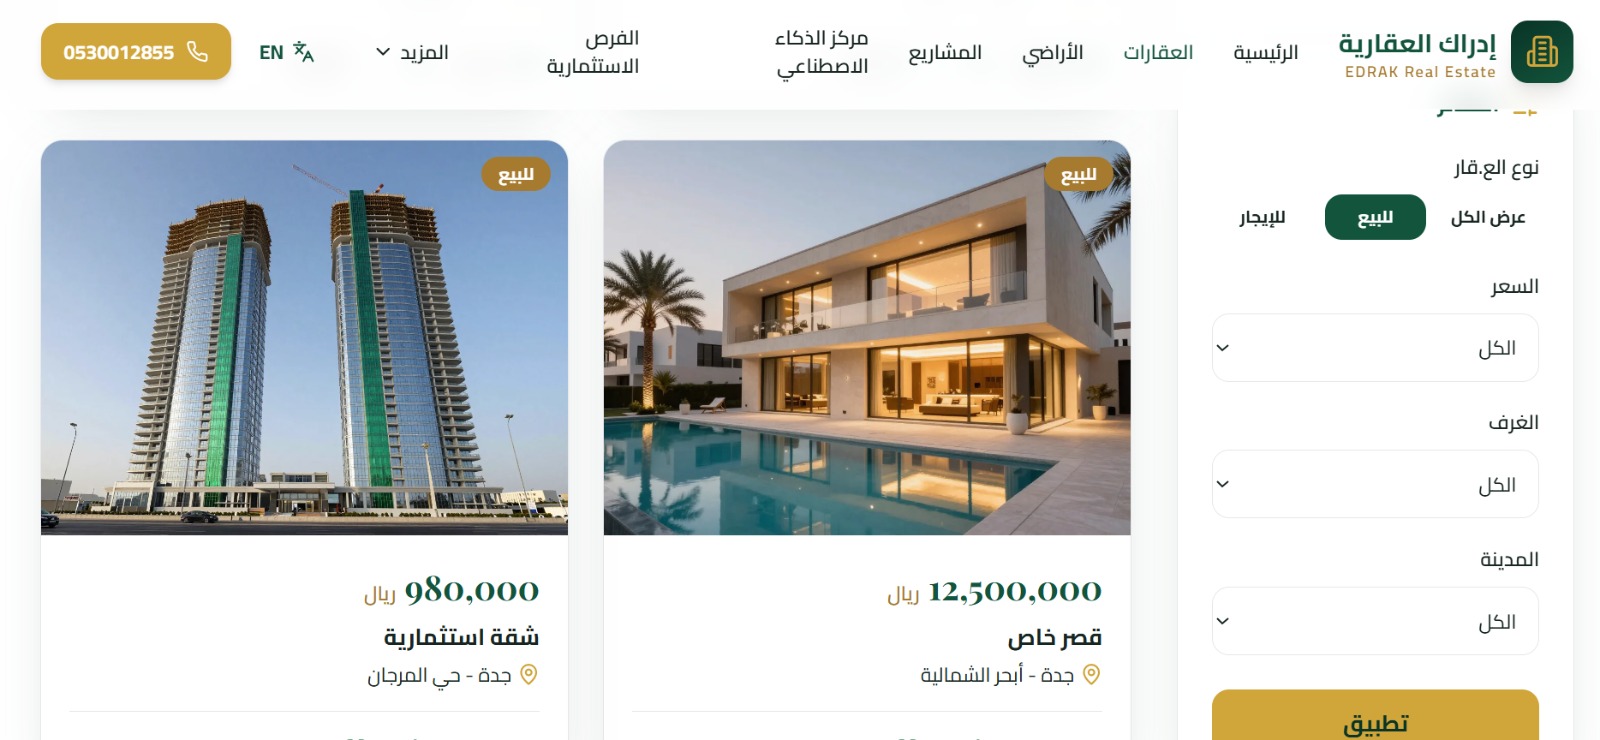 إدراك العقارية
EDRAK Real Estate
الرئيسية
العقارات
الأراضي
المشاريع
مركز الذكاء
الاصطناعي
الفرص
الاستثمارية
المزيد
EN
0530012855
نوع الع.قار
عرض الكل
للبيع
للإيجار
السعر
الكل
الغرف
الكل
المدينة
الكل
تطبيق
للبيع
12,500,000 ريال
قصر خاص
جدة - أبحر الشمالية
للبيع
980,000 ريال
شقة استثمارية
جدة - حي المرجان